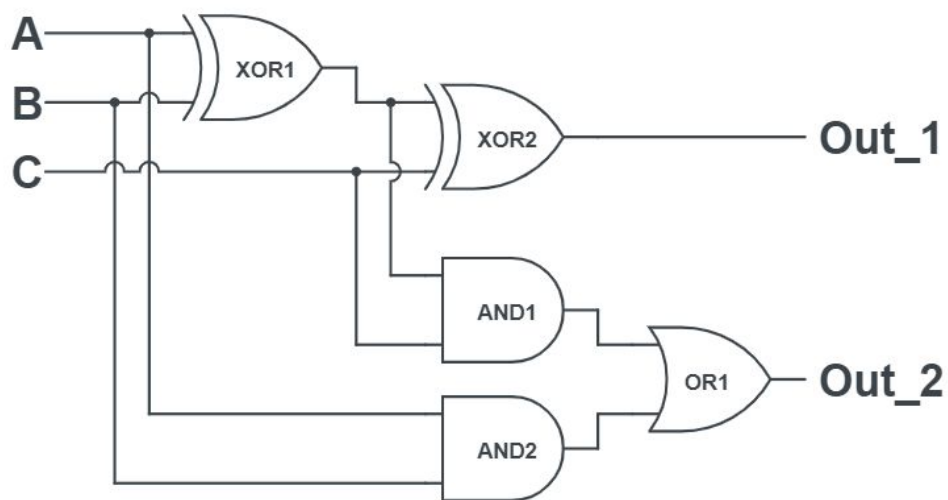 A
XOR1
B
XOR2
Out_1
C
AND1
OR1
Out_2
AND2